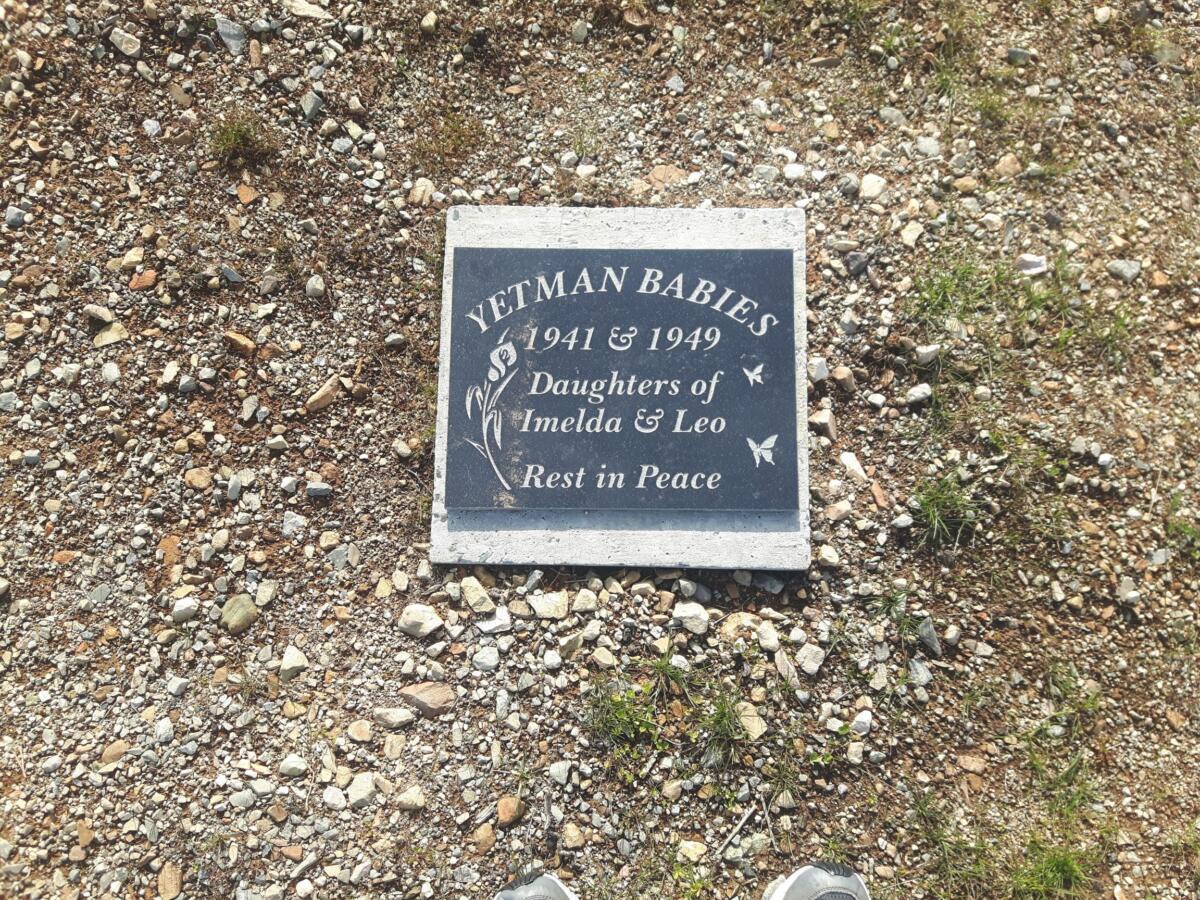 YETMAN BABIES
1941 & 1949
Daughters of
Imelda & Leo
Rest in Peace